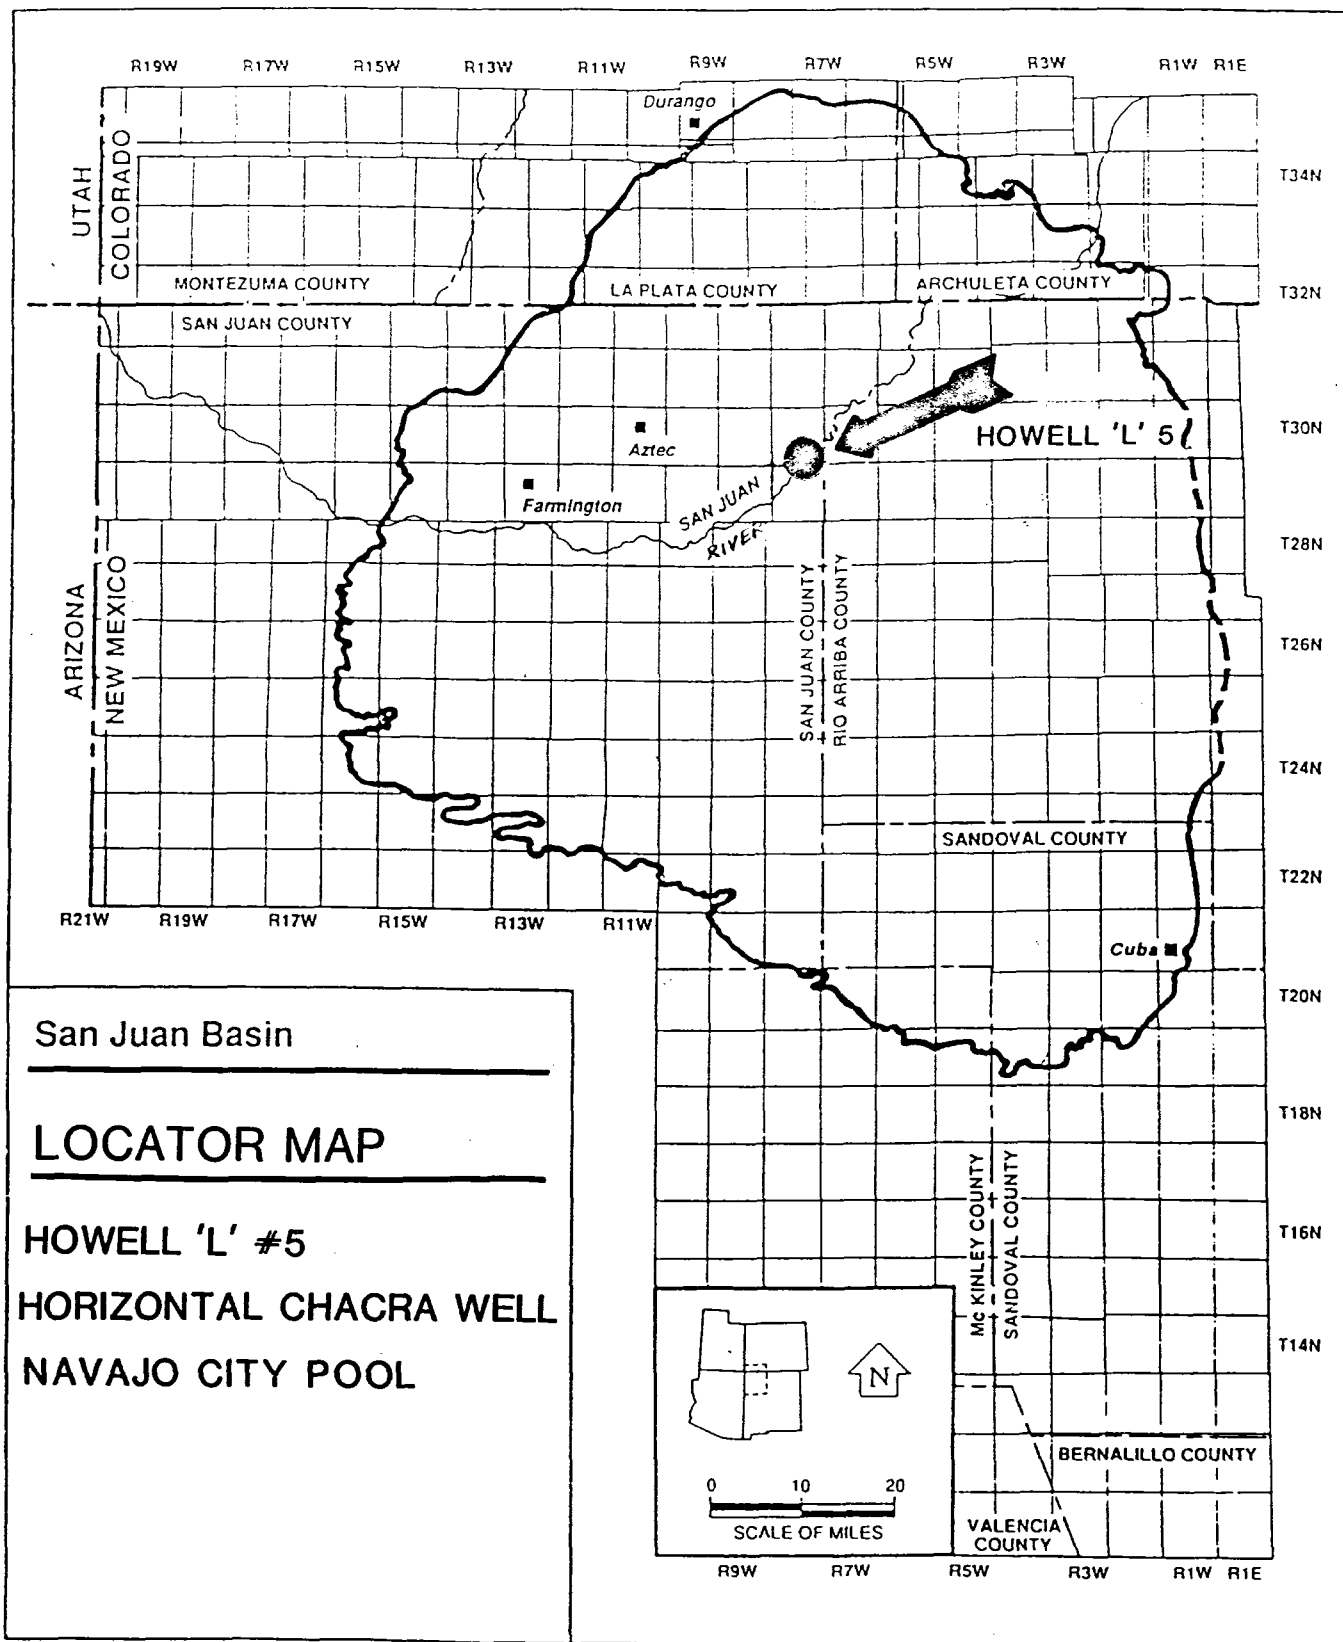 R19W R17W R15W R13W R11W R9W R7W R5W R3W R1W R1E
Durango
UTAH
COLORADO
T34N
MONTEZUMA COUNTY
LA PLATA COUNTY
ARCHULETA COUNTY
T32N
SAN JUAN COUNTY
HOWELL 'L' 5
T30N
Aztec
Farmington
SAN JUAN
RIVER
T28N
ARIZONA
NEW MEXICO
SAN JUAN COUNTY
RIO ARRIBA COUNTY
T26N
T24N
SANDOVAL COUNTY
T22N
R21W R19W R17W R15W R13W R11W
Cuba
T20N
San Juan Basin
LOCATOR MAP
HOWELL 'L' #5
HORIZONTAL CHACRA WELL
NAVAJO CITY POOL
T18N
MC KINLEY COUNTY
SANDOVAL COUNTY
T16N
T14N
N
0 10 20
SCALE OF MILES
BERNALILLO COUNTY
VALENCIA
COUNTY
R9W R7W R5W R3W R1W R1E